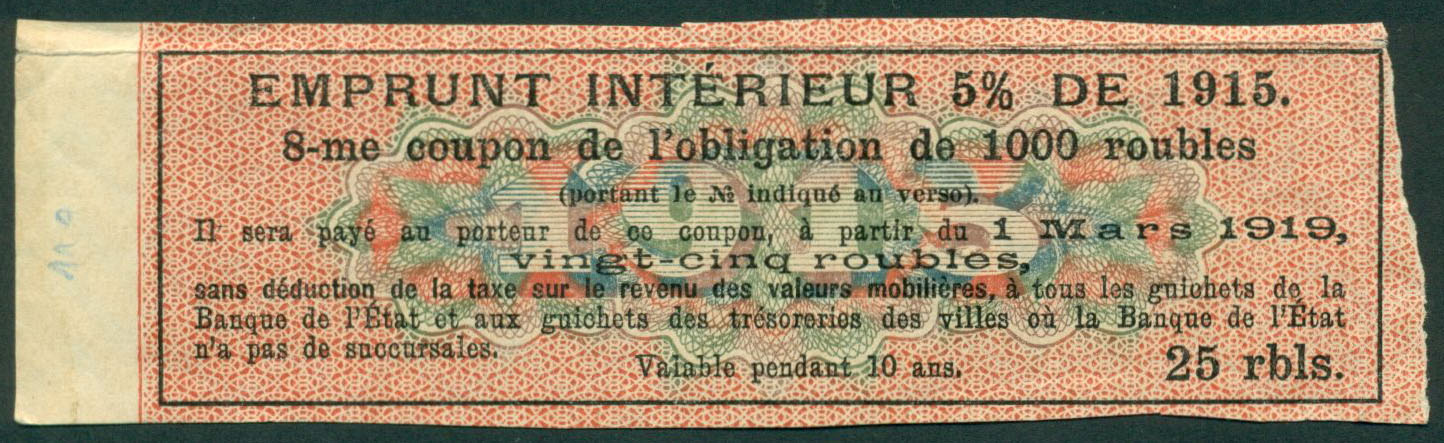 EMPRUNT INTÉRIEUR 5% DE 1915.
8-me coupon de l'obligation de 1000 roubles
(portant le № indiqué au verso).
Il sera payé au porteur de ce coupon, à partir du 1 Mars 1919,
vingt-cinq roubles,
sans déduction de la taxe sur le revenu des valeurs mobilières, à tous les guichets de la
Banque de l'État et aux guichets des trésoreries des villes où la Banque de l'État
n'a pas de succursales.
Valable pendant 10 ans.
25 rbls.
1915